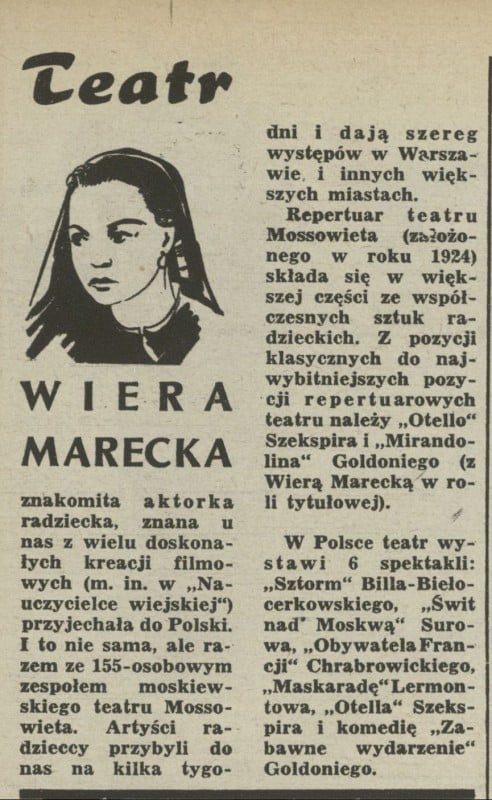 Teatr
WIERA
MARECKA
znakomita aktorka
radziecka, znana u
nas z wielu doskona-
łych kreacji filmo-
wych (m. in. w „Na-
uczycielce wiejskiej“)
przyjechała do Polski.
I to nie sama, ale ra-
zem ze 155-osobowym
zespołem moskiew-
skiego teatru Mosso-
wieta. Artyści ra-
dzieccy przybyli do
nas na kilka tygo-
dni i dają szereg
występów w Warsza-
wie i innych więk-
szych miastach.
Repertuar teatru
Mossowieta (założo-
nego w roku 1924)
składa się w więk-
szej części ze współ-
czesnych sztuk ra-
dzieckich. Z pozycji
klasycznych do naj-
wybitniejszych pozy-
cji repertuarowych
teatru należy „Otello“
Szekspira i „Mirando-
lina“ Goldoniego (z
Wierą Marecką w ro-
li tytułowej).
W Polsce teatr wy-
stawi 6 spektakli:
„Sztorm“ Billa-Bieło-
cerkowskiego, „Świt
nad Moskwą“ Suro-
wa, „Obywatela Fran-
cji“ Chrabrowickiego,
„Maskaradę“ Lermon-
towa, „Otella“ Szeks-
pira i komedię „Za-
bawne wydarzenie“
Goldoniego.